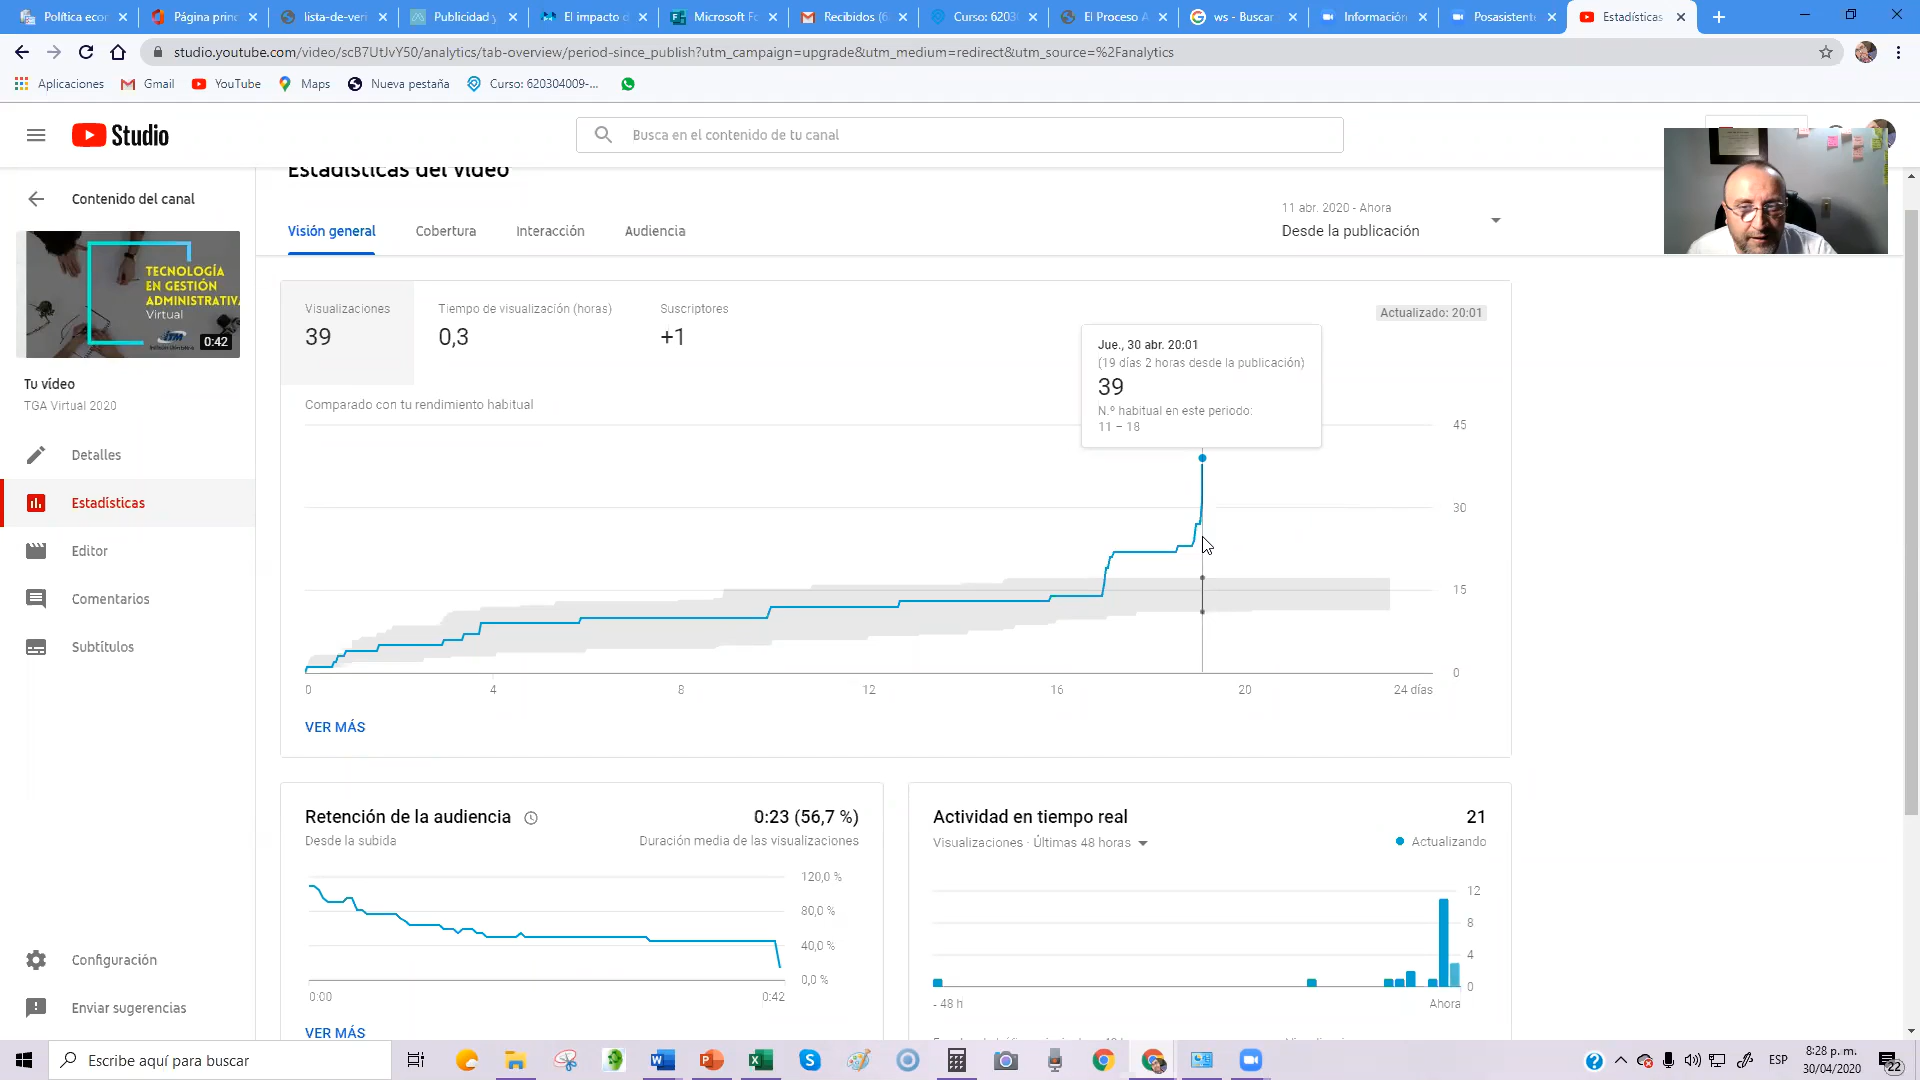 Política ecor
Página princ
lista-de-veri
Publicidad y
El impacto d
Microsoft Fo
Recibidos (6
Curso: 6203
El Proceso A
ws - Buscar
Información
Posasistente
Estadísticas
studio.youtube.com/video/scB7UtJvY50/analytics/tab-overview/period-since_publish?utm_campaign=upgrade&utm_medium=redirect&utm_source=%2Fanalytics
Aplicaciones
Gmail
YouTube
Maps
Nueva pestaña
Curso: 620304009-...
Studio
Busca en el contenido de tu canal
Contenido del canal
TECNOLOGÍA
EN GESTIÓN
ADMINISTRATIVA
Virtual
ITM
0:42
Tu vídeo
TGA Virtual 2020
Detalles
Estadísticas
Editor
Comentarios
Subtítulos
Configuración
Enviar sugerencias
Estadísticas del vídeo
Visión general
Cobertura
Interacción
Audiencia
11 abr. 2020 - Ahora
Desde la publicación
Visualizaciones
39
Tiempo de visualización (horas)
0,3
Suscriptores
+1
Actualizado: 20:01
Comparado con tu rendimiento habitual
Jue., 30 abr. 20:01
(19 días 2 horas desde la publicación)
39
N.º habitual en este periodo:
11 – 18
45
30
15
0
0 4 8 12 16 20 24 días
VER MÁS
Retención de la audiencia
0:23 (56,7 %)
Desde la subida
Duración media de las visualizaciones
120,0 %
80,0 %
40,0 %
0,0 %
0:00
0:42
VER MÁS
Actividad en tiempo real
21
Visualizaciones · Últimas 48 horas
Actualizando
12
8
4
0
- 48 h
Ahora
Escribe aquí para buscar
ESP
8:28 p. m.
30/04/2020
22